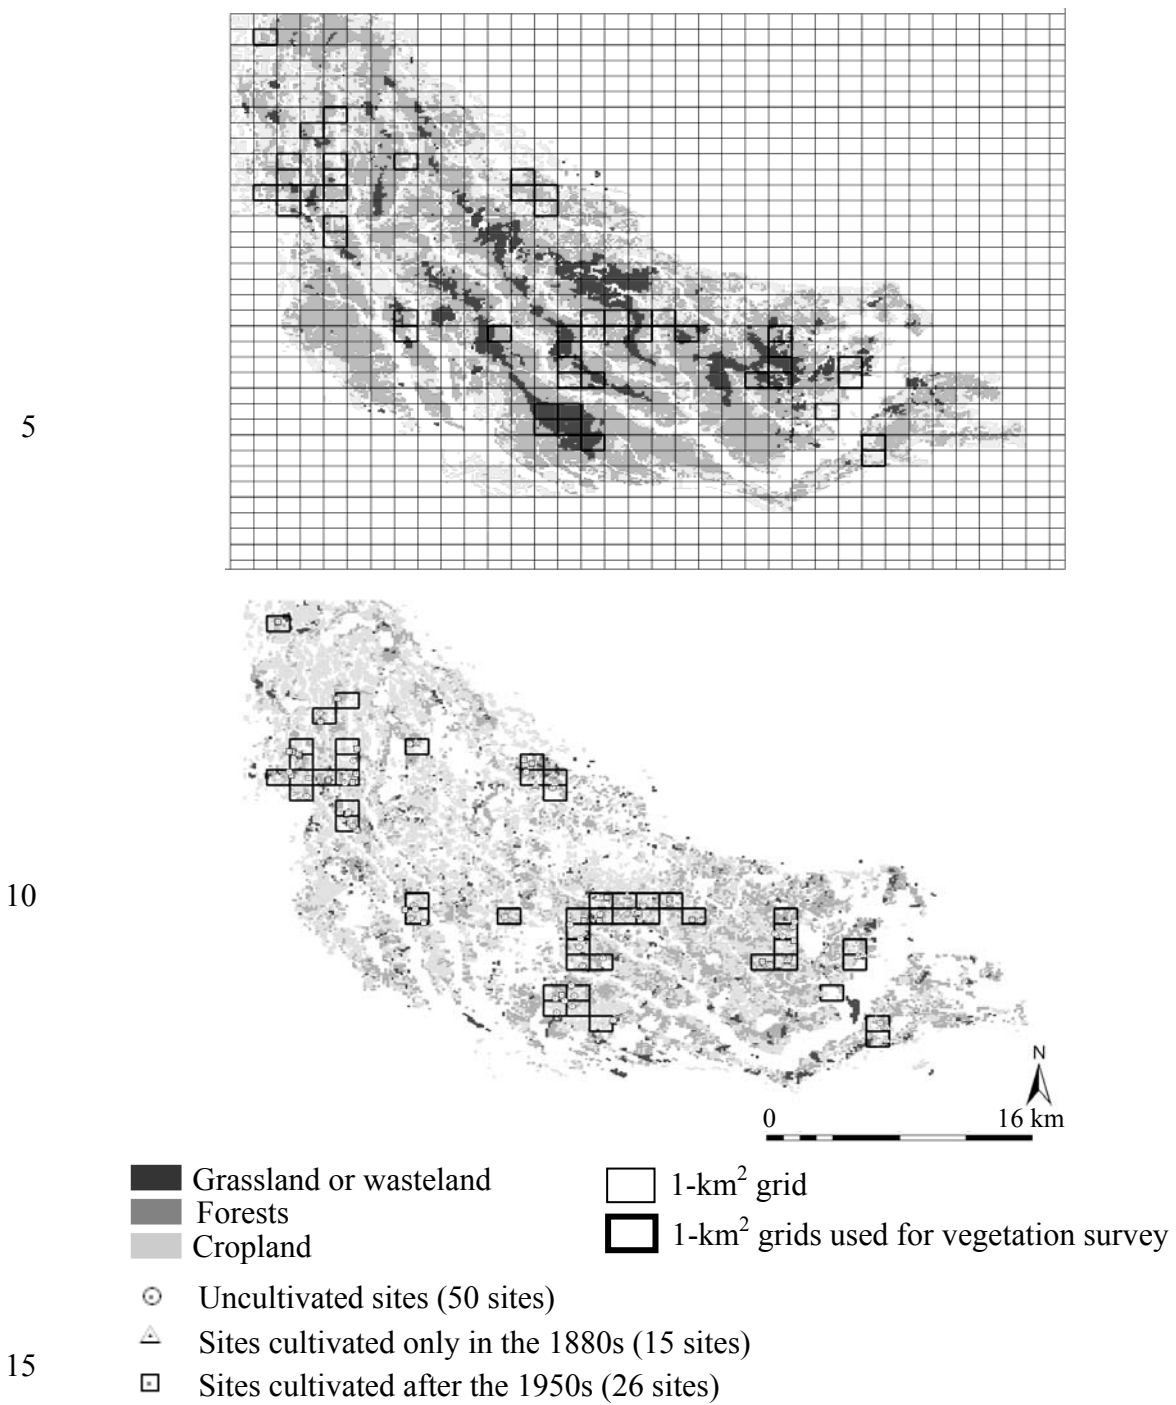 5
10
N
0 16 km
Grassland or wasteland
Forests
Cropland
1-km² grid
1-km² grids used for vegetation survey
Uncultivated sites (50 sites)
Sites cultivated only in the 1880s (15 sites)
15
Sites cultivated after the 1950s (26 sites)